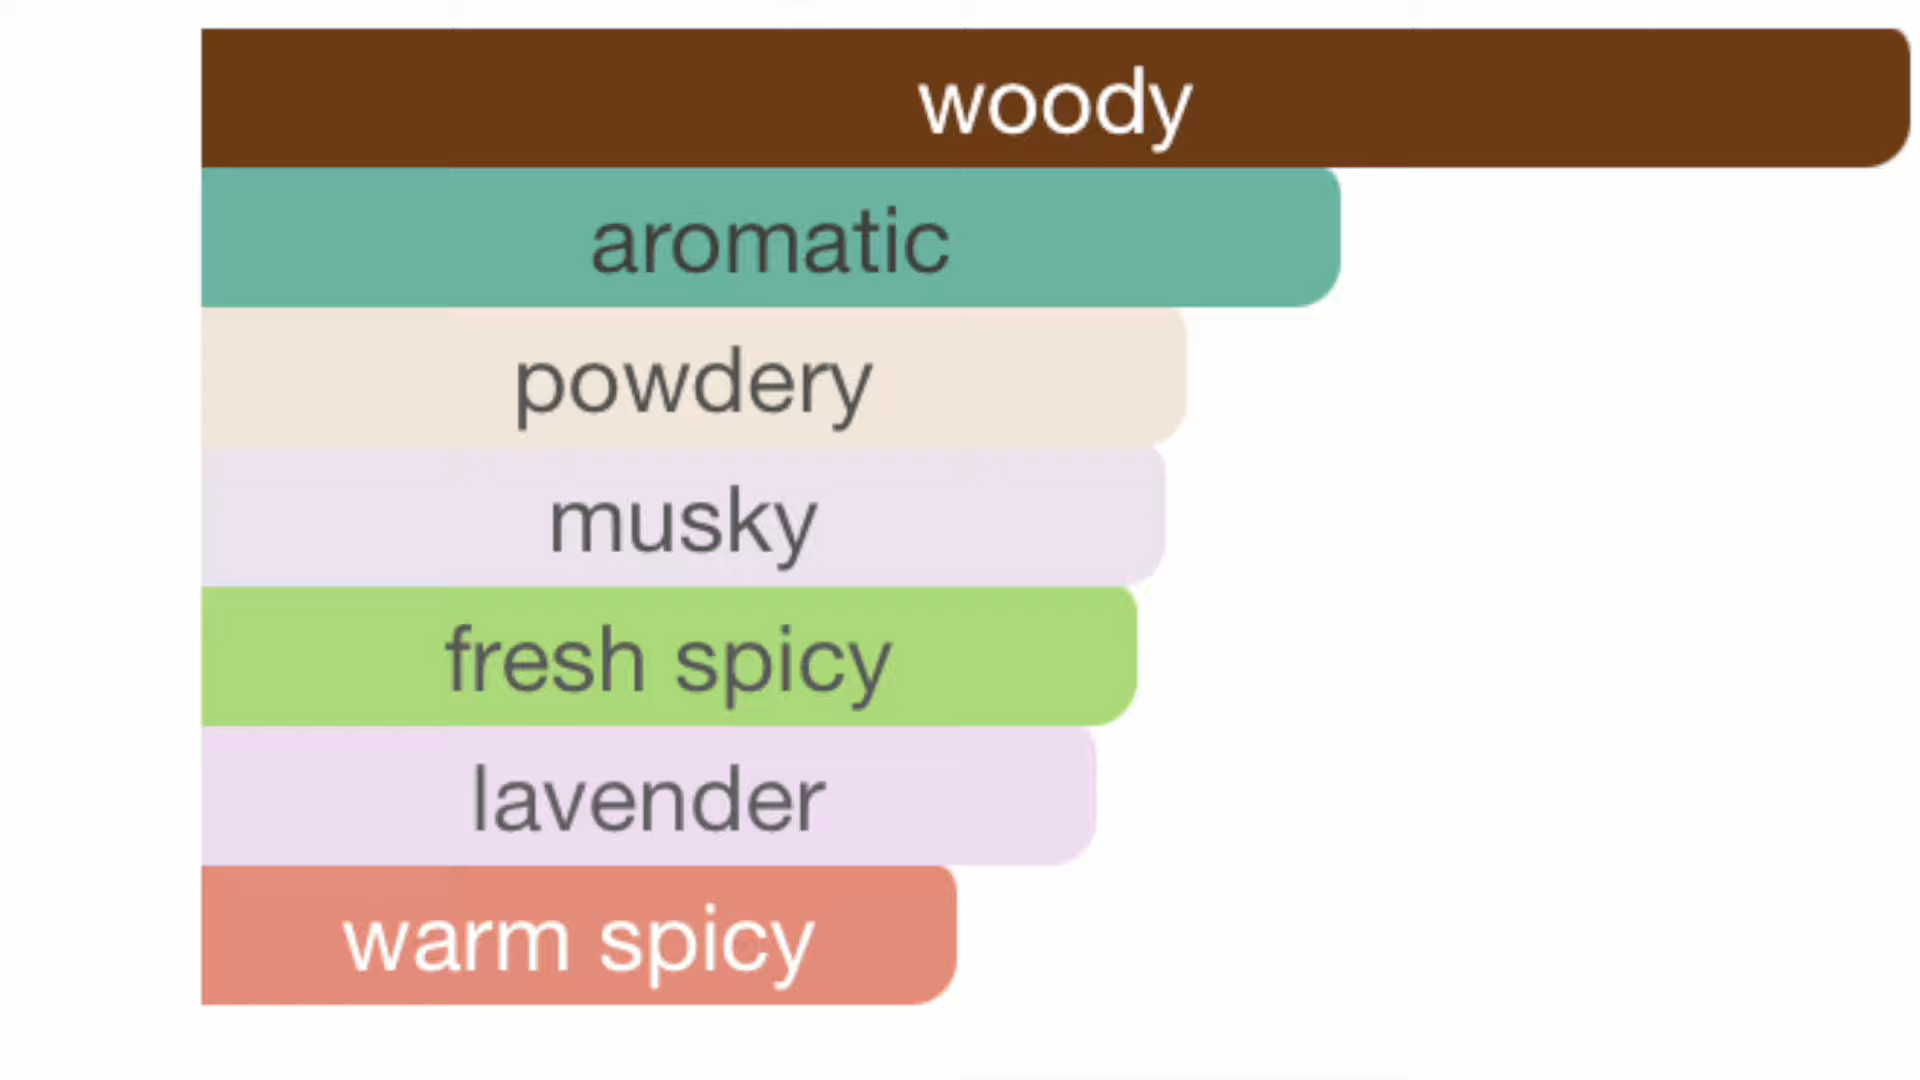 woody
aromatic
powdery
musky
fresh spicy
lavender
warm spicy